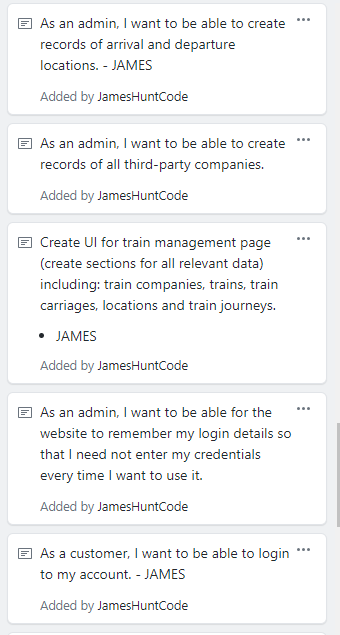 As an admin, I want to be able to create
records of arrival and departure
locations. - JAMES
Added by JamesHuntCode
As an admin, I want to be able to create
records of all third-party companies.
Added by JamesHuntCode
Create UI for train management page
(create sections for all relevant data)
including: train companies, trains, train
carriages, locations and train journeys.
• JAMES
Added by JamesHuntCode
As an admin, I want to be able for the
website to remember my login details so
that I need not enter my credentials
every time I want to use it.
Added by JamesHuntCode
As a customer, I want to be able to login
to my account. - JAMES
Added by JamesHuntCode